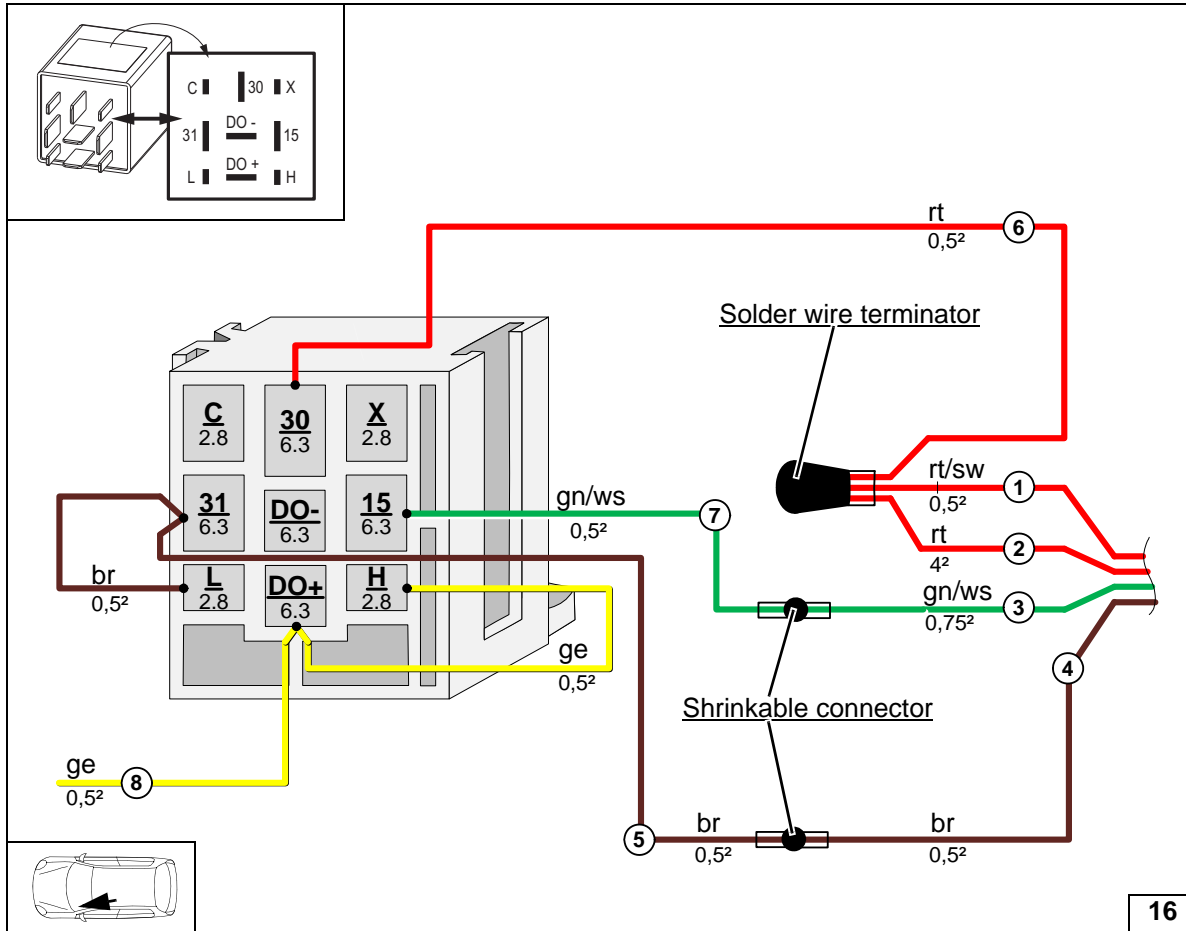 C 30 X
31 DO - 15
L DO + H
rt 6
0,5²
Solder wire terminator
C 30 X
2.8 6.3 2.8
rt/sw 1
0,5²
31 DO- 15
6.3 6.3 6.3
gn/ws 7
0,5²
rt 2
4²
br
0,5²
L DO+ H
2.8 6.3 2.8
gn/ws 3
0,75²
ge
0,5²
4
Shrinkable connector
ge 8
0,5²
5 br br
0,5² 0,5²
16